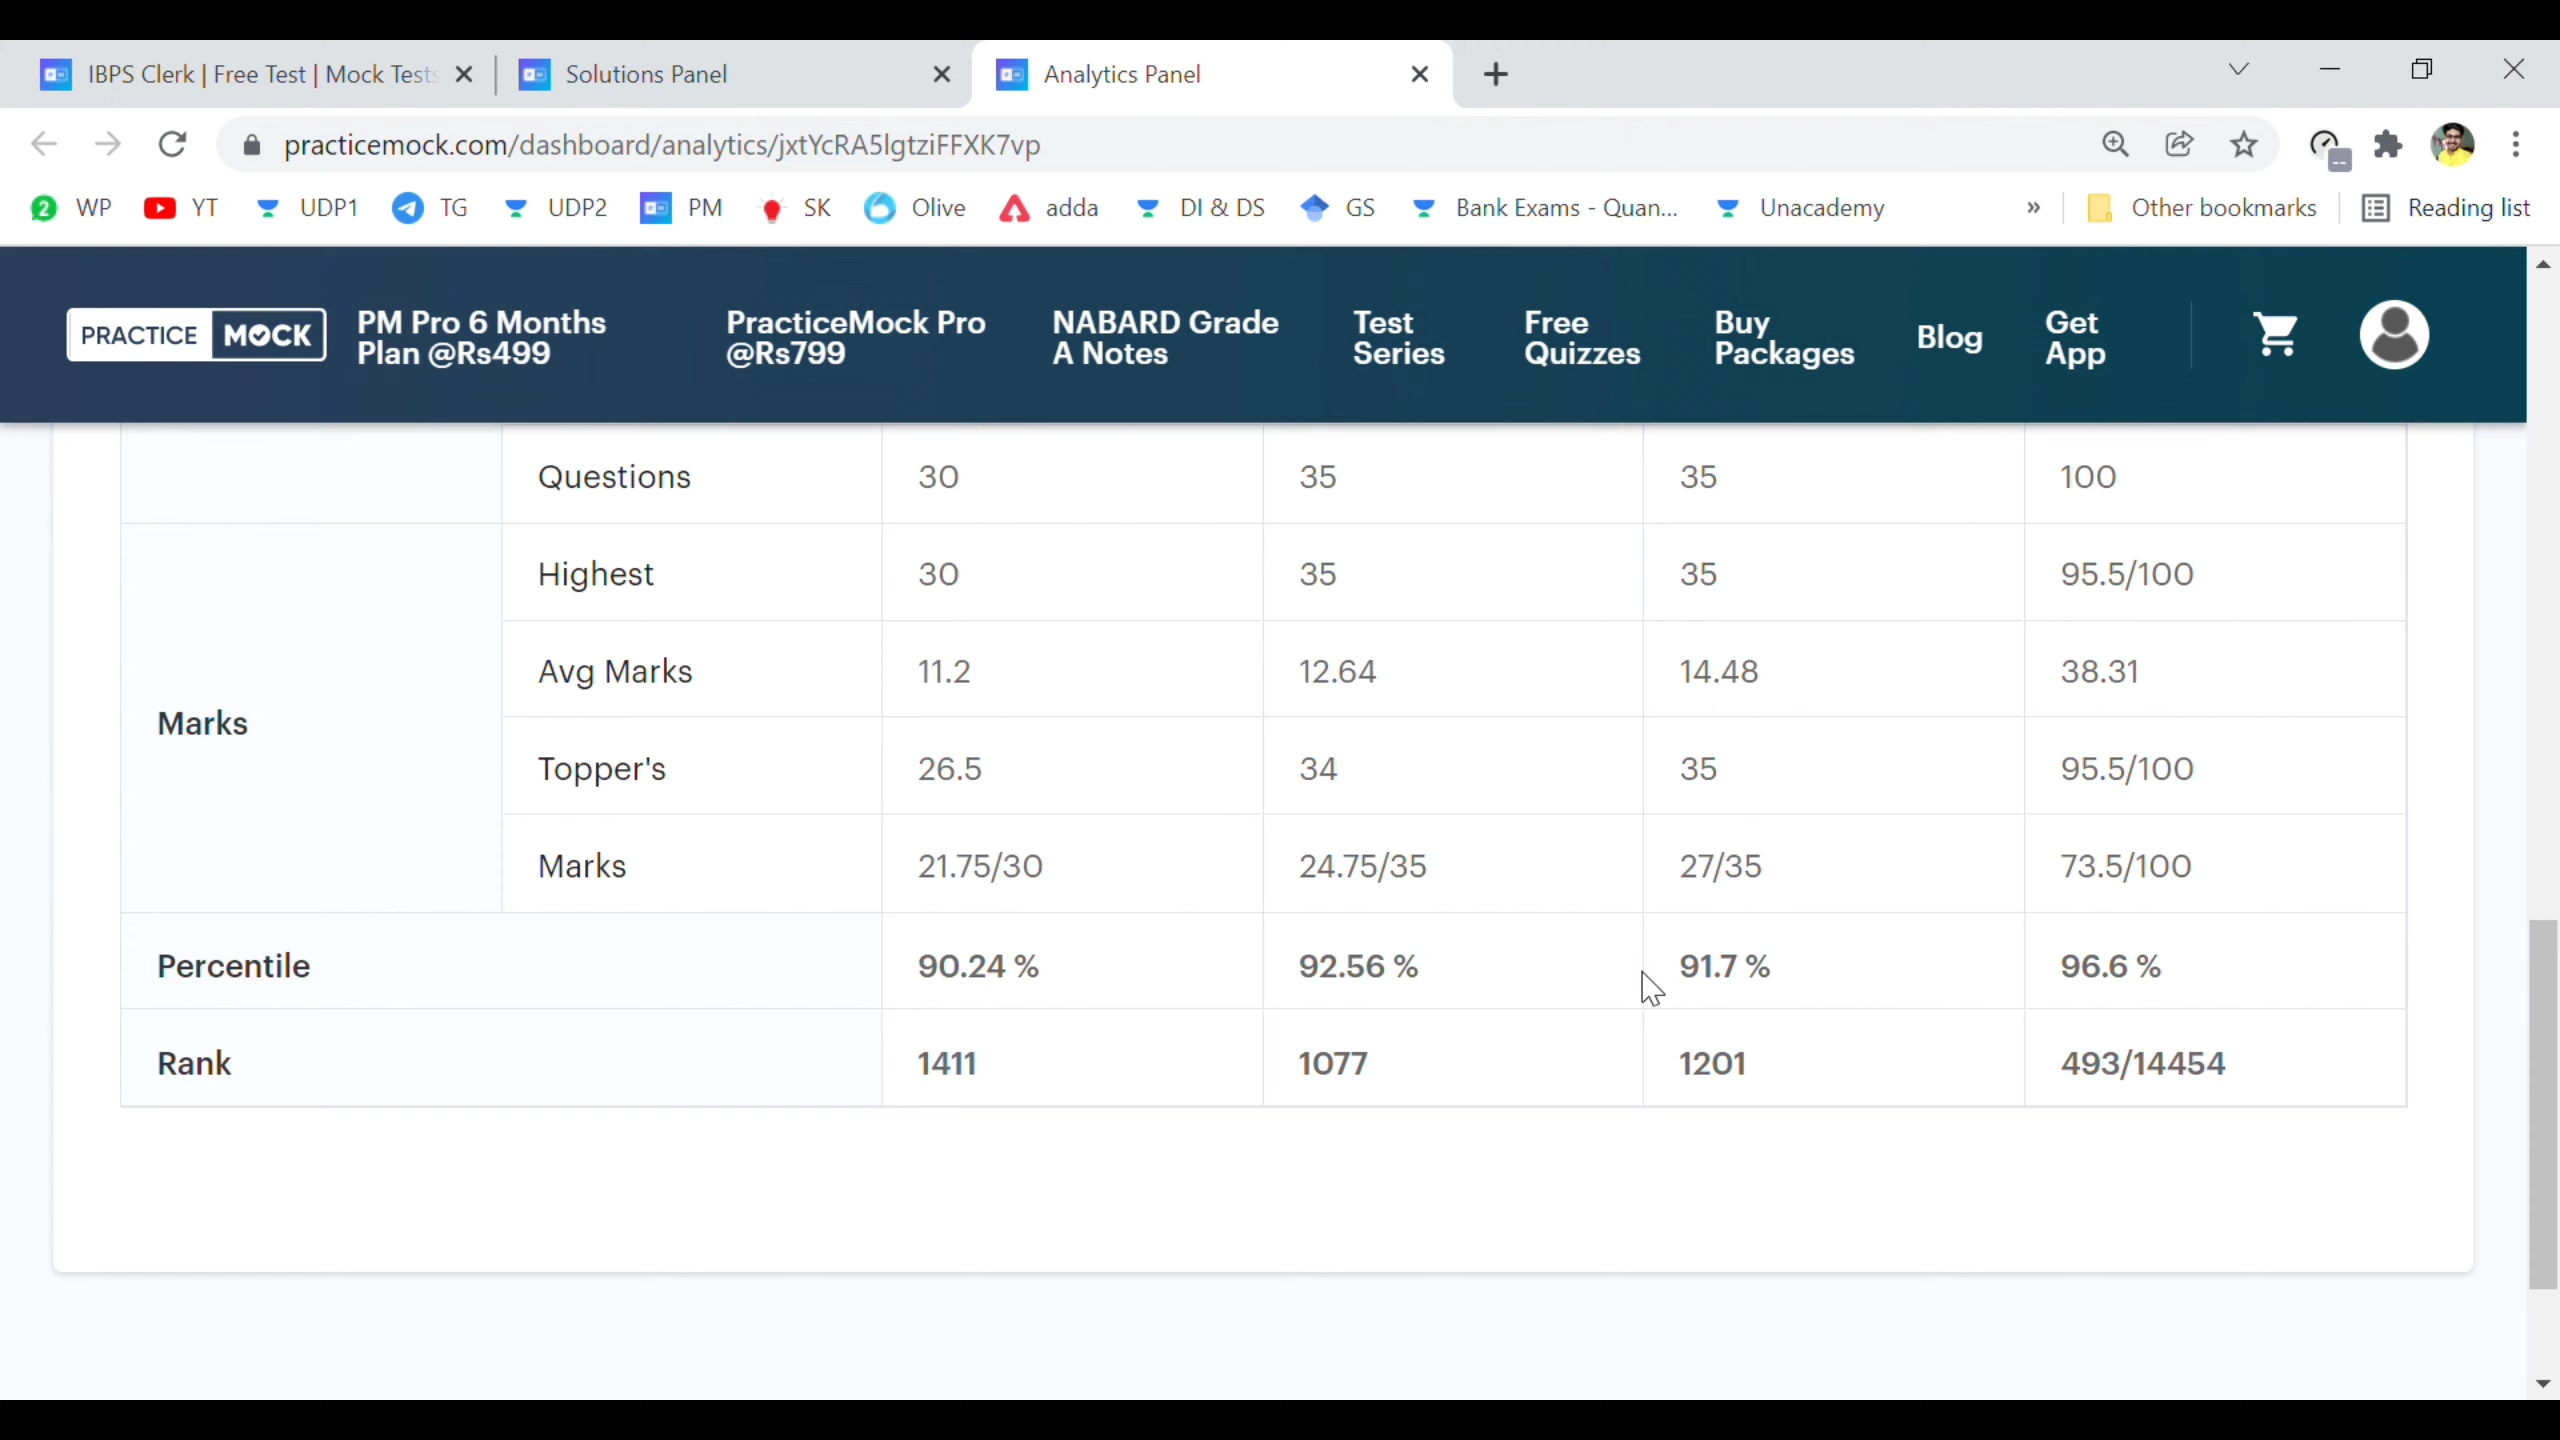 IBPS Clerk | Free Test | Mock Tests
Solutions Panel
Analytics Panel
practicemock.com/dashboard/analytics/jxtYcRA5lgtziFFXK7vp
2 WP YT UDP1 TG UDP2 PM SK Olive adda DI & DS GS Bank Exams - Quan... Unacademy » Other bookmarks Reading list
PRACTICE MOCK
PM Pro 6 Months
Plan @Rs499
PracticeMock Pro
@Rs799
NABARD Grade
A Notes
Test
Series
Free
Quizzes
Buy
Packages
Blog
Get
App
Questions 30 35 35 100
Highest 30 35 35 95.5/100
Avg Marks 11.2 12.64 14.48 38.31
Marks
Topper's 26.5 34 35 95.5/100
Marks 21.75/30 24.75/35 27/35 73.5/100
Percentile 90.24 % 92.56 % 91.7 % 96.6 %
Rank 1411 1077 1201 493/14454